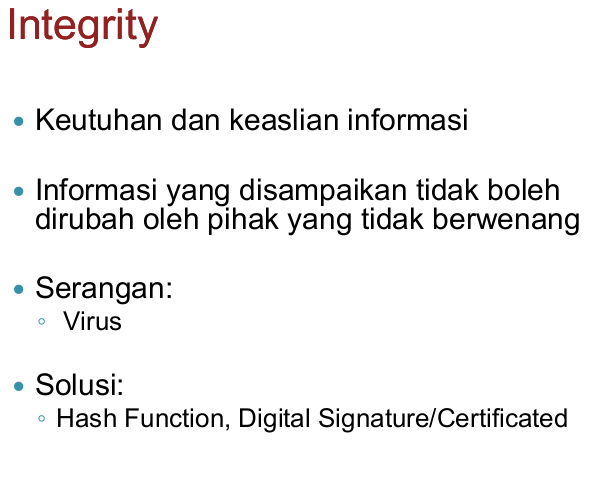 Integrity
• Keutuhan dan keaslian informasi
• Informasi yang disampaikan tidak boleh
dirubah oleh pihak yang tidak berwenang
• Serangan:
◦ Virus
• Solusi:
◦ Hash Function, Digital Signature/Certificated